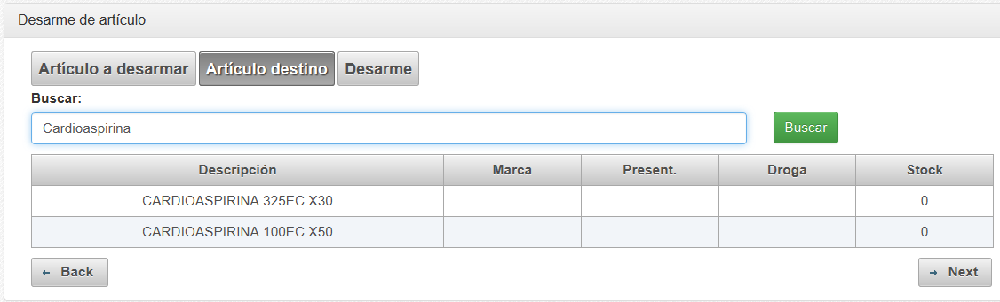 Desarme de artículo
Artículo a desarmar Artículo destino Desarme
Buscar:
Cardioaspirina Buscar
Descripción Marca Present. Droga Stock
CARDIOASPIRINA 325EC X30 0
CARDIOASPIRINA 100EC X50 0
Back Next